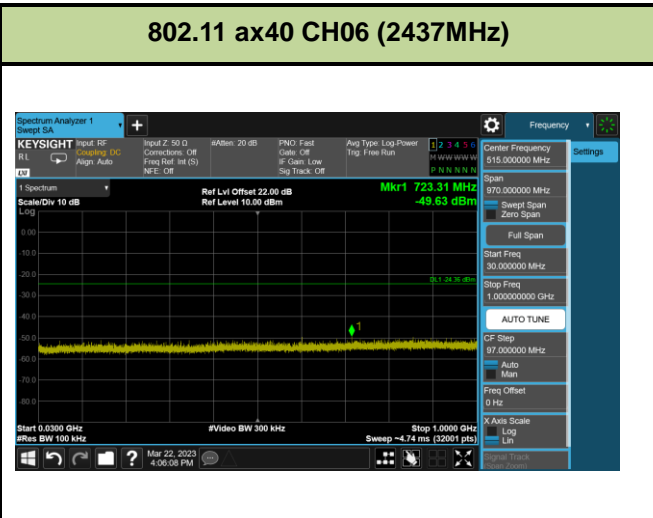 802.11 ax40 CH06 (2437MHz)
Spectrum Analyzer 1
Swept SA
KEYSIGHT
RL
Input: RF
Coupling: DC
Align: Auto
Input Z: 50 Ω
Corrections: Off
Freq Ref: Int (S)
NFE: Off
#Atten: 20 dB
PNO: Fast
Gate: Off
IF Gain: Low
Sig Track: Off
Avg Type: Log-Power
Trig: Free Run
1 2 3 4 5 6
M W W W W W
P N N N N N
1 Spectrum
Scale/Div 10 dB
Log
Ref Lvl Offset 22.00 dB
Ref Level 10.00 dBm
Mkr1 723.31 MHz
-49.63 dBm
0.00
-10.0
-20.0
-30.0
-40.0
-50.0
-60.0
-70.0
-80.0
DL1 -24.36 dBm
1
Start 0.0300 GHz
#Res BW 100 kHz
#Video BW 300 kHz
Stop 1.0000 GHz
Sweep ~4.74 ms (32001 pts)
Mar 22, 2023
4:06:08 PM
Frequency
Settings
Center Frequency
515.000000 MHz
Span
970.000000 MHz
Swept Span
Zero Span
Full Span
Start Freq
30.000000 MHz
Stop Freq
1.000000000 GHz
AUTO TUNE
CF Step
97.000000 MHz
Auto
Man
Freq Offset
0 Hz
X Axis Scale
Log
Lin
Signal Track
(Span Zoom)